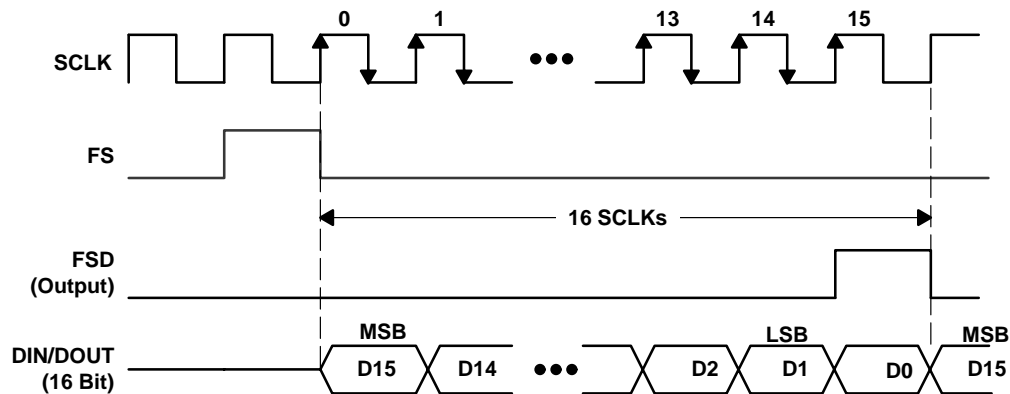 0 1 13 14 15
SCLK
FS
16 SCLKs
FSD
(Output)
MSB LSB MSB
DIN/DOUT
(16 Bit)
D15 D14 D2 D1 D0 D15